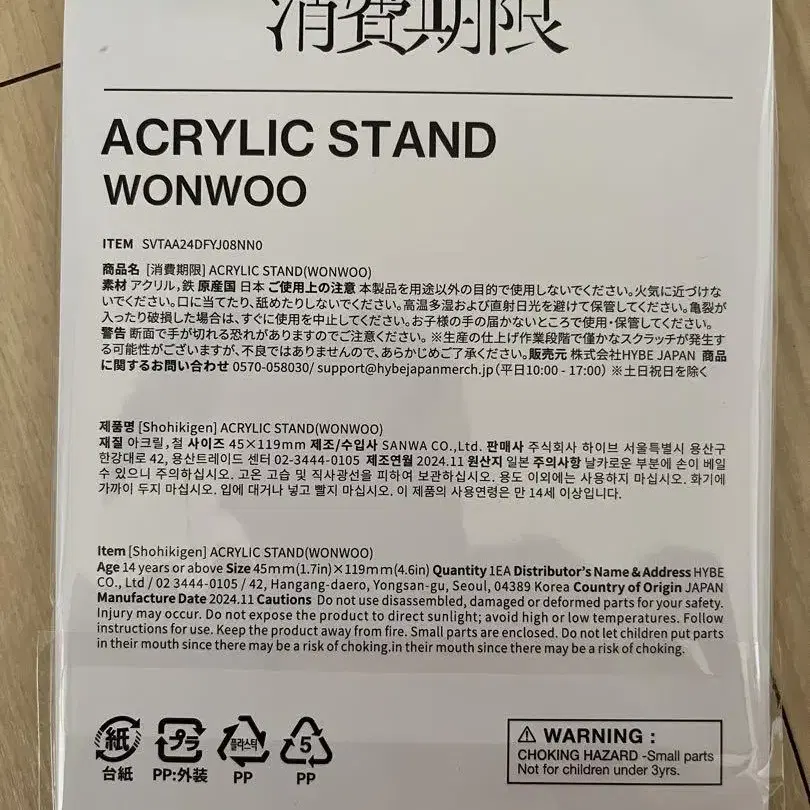 消費期限
ACRYLIC STAND
WONWOO
ITEM SVTAA24DFYJ08NN0
商品名 [消費期限] ACRYLIC STAND(WONWOO)
素材 アクリル，鉄 原産国 日本 ご使用上の注意 本製品を用途以外の目的で使用しないでください。火気に近づけな
いでください。口に当てたり、舐めたりしないでください。高温多湿および直射日光を避けて保管してください。亀裂が
入ったり破損した場合は、すぐに使用を中止してください。お子様の手の届かないところで使用・保管してください。
警告 断面で手が切れる恐れがありますのでご注意ください。 ※生産の仕上げ作業段階で僅かなスクラッチが発生す
る可能性がございますが、不良ではありませんので、あらかじめご了承ください。販売元 株式会社HYBE JAPAN 商品
に関するお問い合わせ 0570-058030/ support@hybejapanmerch.jp (平日10:00 - 17:00) ※土日祝日を除く
제품명 [Shohikigen] ACRYLIC STAND(WONWOO)
재질 아크릴, 철 사이즈 45×119mm 제조/수입사 SANWA CO.,Ltd. 판매사 주식회사 하이브 서울특별시 용산구
한강대로 42, 용산트레이드 센터 02-3444-0105 제조연월 2024.11 원산지 일본 주의사항 날카로운 부분에 손이 베일
수 있으니 주의하십시오. 고온 고습 및 직사광선을 피하여 보관하십시오. 용도 이외에는 사용하지 마십시오. 화기에
가까이 두지 마십시오. 입에 대거나 넣고 빨지 마십시오. 이 제품의 사용연령은 만 14세 이상입니다.
Item [Shohikigen] ACRYLIC STAND(WONWOO)
Age 14 years or above Size 45mm(1.7in)×119mm(4.6in) Quantity 1EA Distributor's Name & Address HYBE
CO., Ltd / 02 3444-0105 / 42, Hangang-daero, Yongsan-gu, Seoul, 04389 Korea Country of Origin JAPAN
Manufacture Date 2024.11 Cautions Do not use disassembled, damaged or deformed parts for your safety.
Injury may occur. Do not expose the product to direct sunlight; avoid high or low temperatures. Follow
instructions for use. Keep the product away from fire. Small parts are enclosed. Do not let children put parts
in their mouth since there may be a risk of choking.in their mouth since there may be a risk of choking.
紙 プラ 플라스틱 5
台紙 PP:外装 PP PP
⚠ WARNING :
CHOKING HAZARD -Small parts
Not for children under 3yrs.